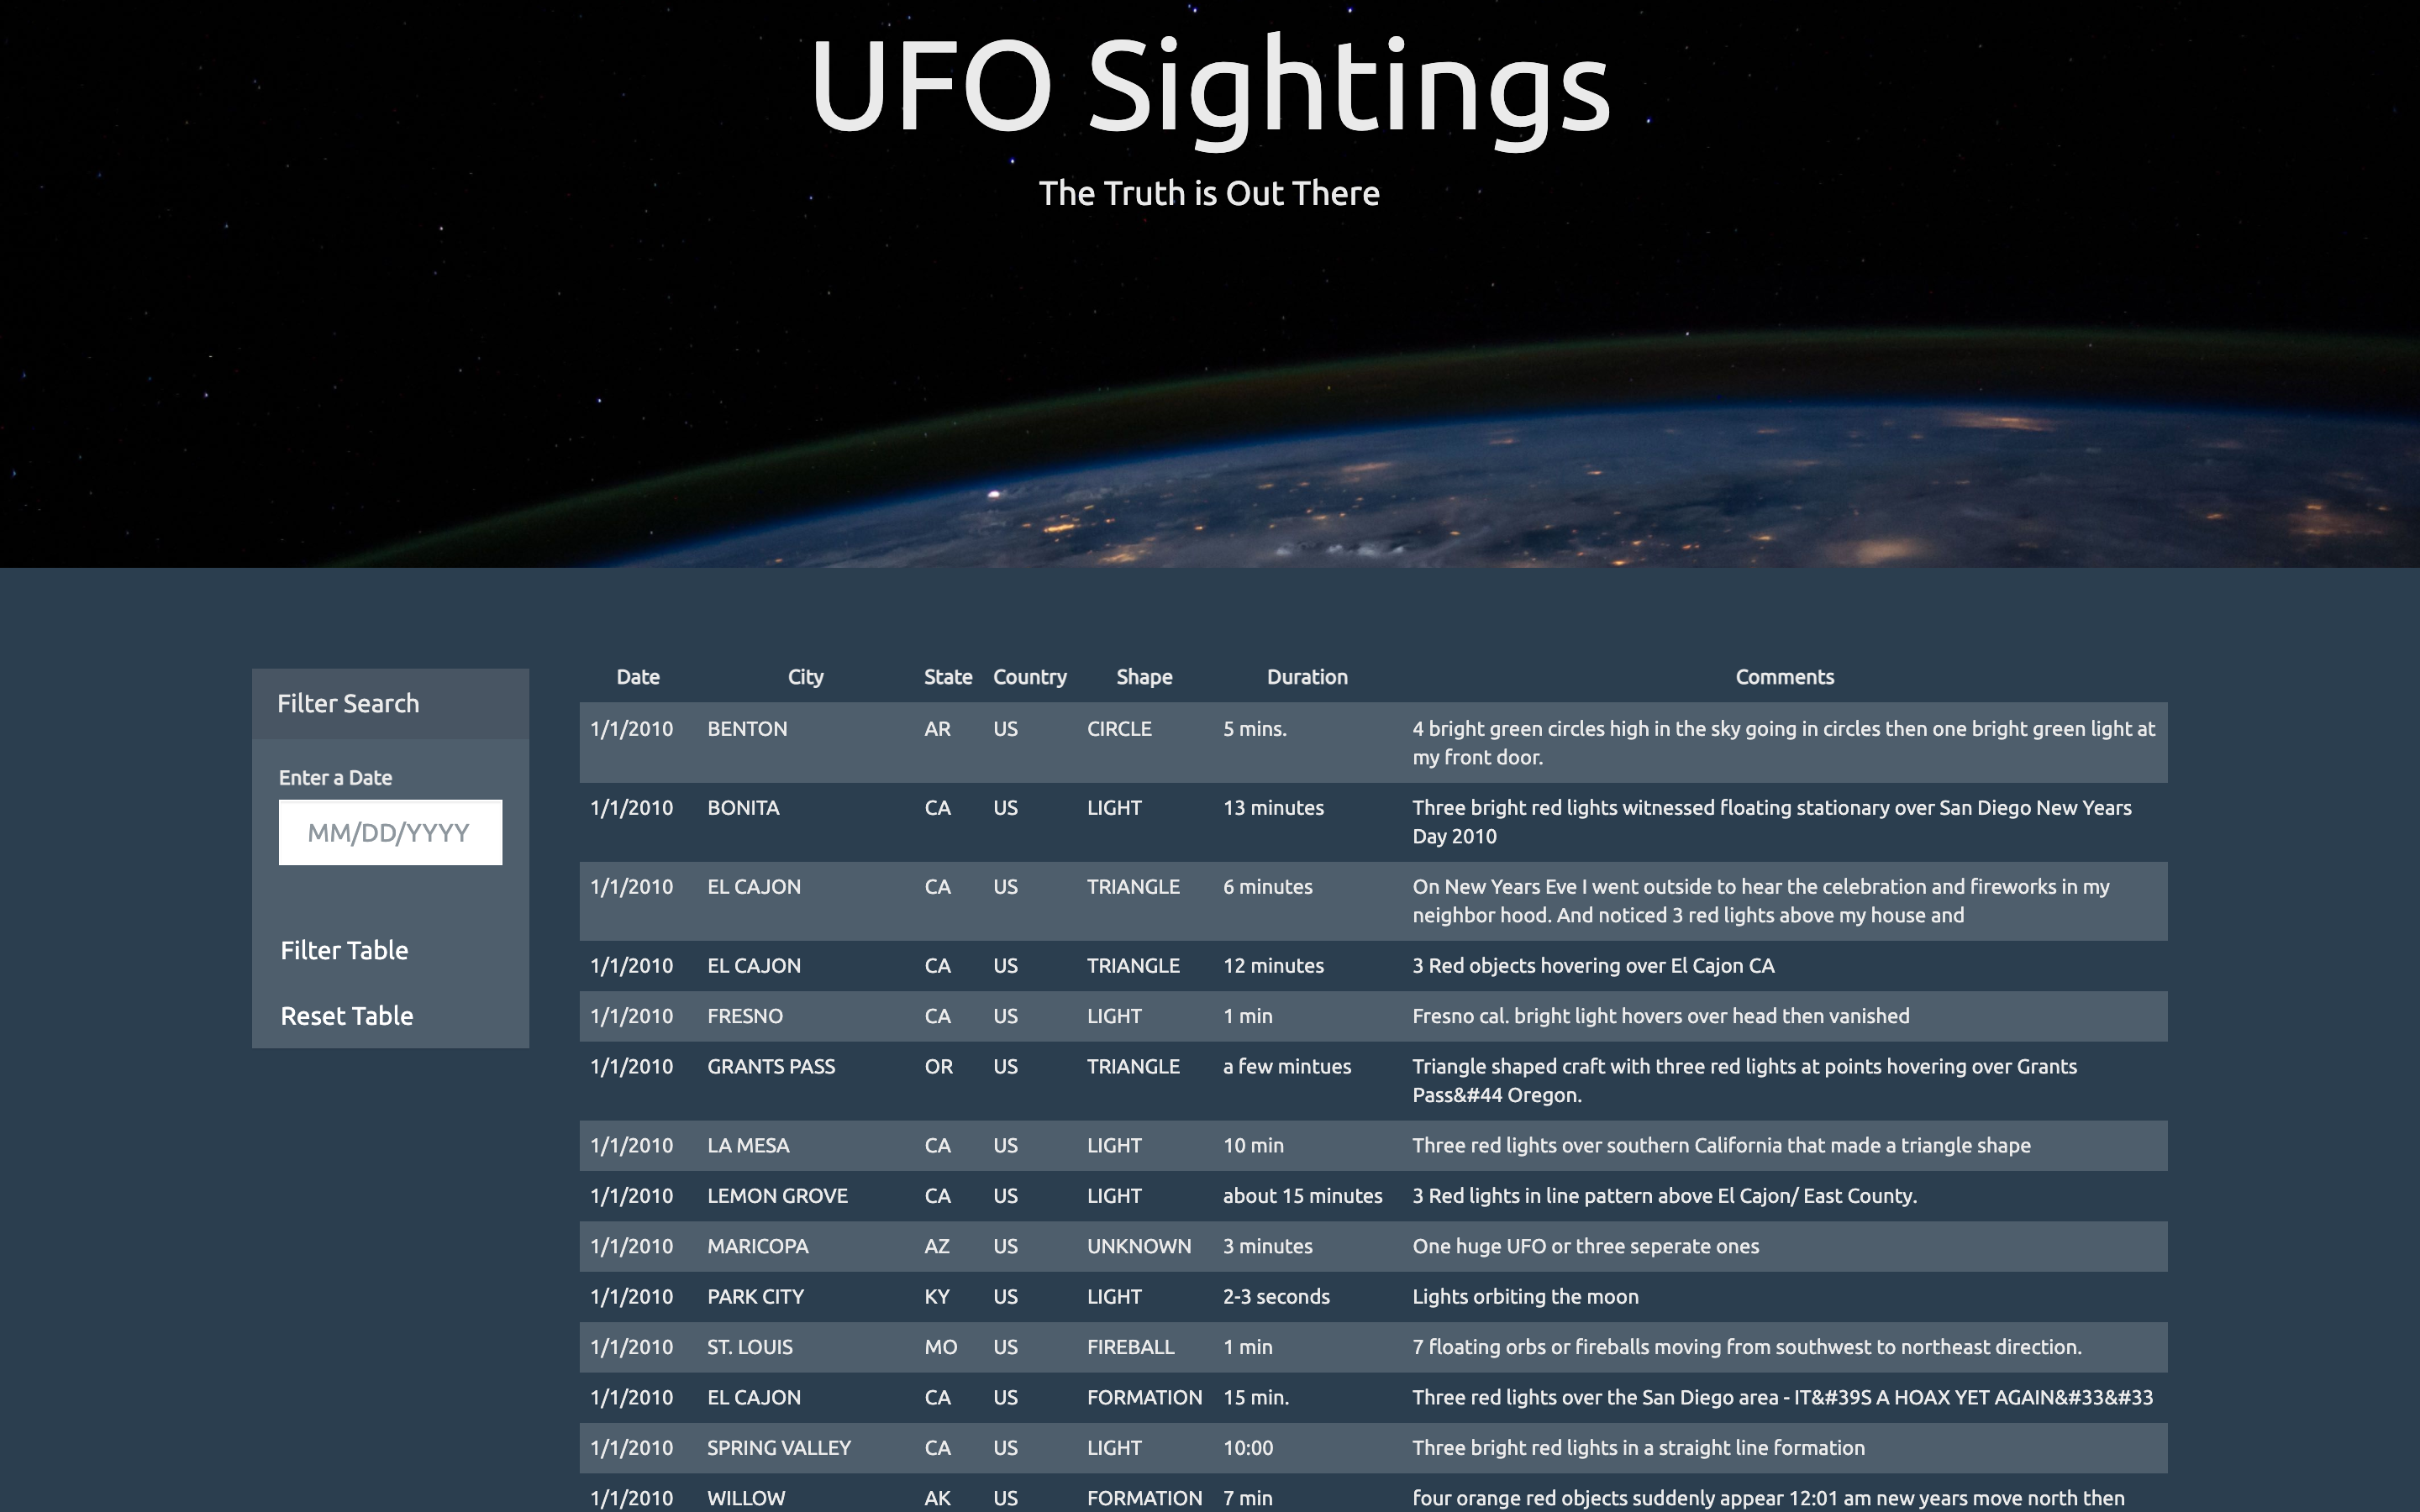 UFO Sightings
The Truth is Out There
Filter Search
Enter a Date
MM/DD/YYYY
Filter Table
Reset Table
Date City State Country Shape Duration Comments
1/1/2010 BENTON AR US CIRCLE 5 mins. 4 bright green circles high in the sky going in circles then one bright green light at
my front door.
1/1/2010 BONITA CA US LIGHT 13 minutes Three bright red lights witnessed floating stationary over San Diego New Years
Day 2010
1/1/2010 EL CAJON CA US TRIANGLE 6 minutes On New Years Eve I went outside to hear the celebration and fireworks in my
neighbor hood. And noticed 3 red lights above my house and
1/1/2010 EL CAJON CA US TRIANGLE 12 minutes 3 Red objects hovering over El Cajon CA
1/1/2010 FRESNO CA US LIGHT 1 min Fresno cal. bright light hovers over head then vanished
1/1/2010 GRANTS PASS OR US TRIANGLE a few mintues Triangle shaped craft with three red lights at points hovering over Grants
Pass&#44 Oregon.
1/1/2010 LA MESA CA US LIGHT 10 min Three red lights over southern California that made a triangle shape
1/1/2010 LEMON GROVE CA US LIGHT about 15 minutes 3 Red lights in line pattern above El Cajon/ East County.
1/1/2010 MARICOPA AZ US UNKNOWN 3 minutes One huge UFO or three seperate ones
1/1/2010 PARK CITY KY US LIGHT 2-3 seconds Lights orbiting the moon
1/1/2010 ST. LOUIS MO US FIREBALL 1 min 7 floating orbs or fireballs moving from southwest to northeast direction.
1/1/2010 EL CAJON CA US FORMATION 15 min. Three red lights over the San Diego area - IT&#39S A HOAX YET AGAIN&#33&#33
1/1/2010 SPRING VALLEY CA US LIGHT 10:00 Three bright red lights in a straight line formation
1/1/2010 WILLOW AK US FORMATION 7 min four orange red objects suddenly appear 12:01 am new years move north then